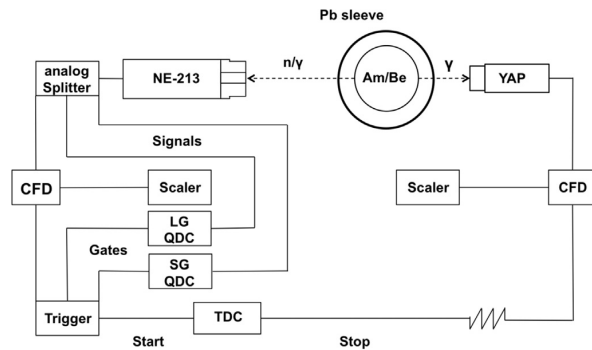 Pb sleeve
analog
Splitter
NE-213
n/γ
Am/Be
γ
YAP
Signals
CFD
Scaler
Scaler
CFD
LG
QDC
Gates
SG
QDC
Trigger
TDC
Start
Stop